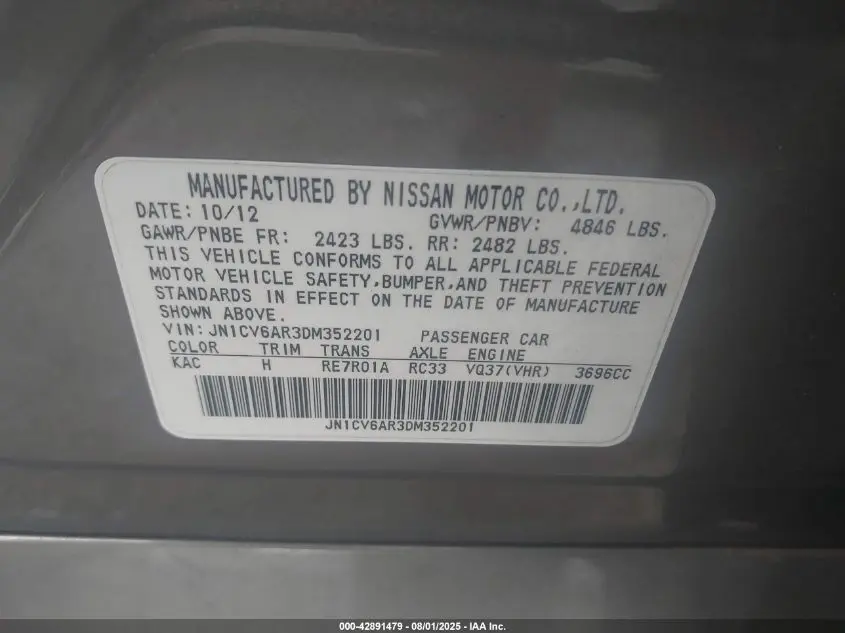 MANUFACTURED BY NISSAN MOTOR CO.,LTD.
DATE: 10/12 GVWR/PNBV: 4846 LBS.
GAWR/PNBE FR: 2423 LBS. RR: 2482 LBS.
THIS VEHICLE CONFORMS TO ALL APPLICABLE FEDERAL
MOTOR VEHICLE SAFETY,BUMPER,AND THEFT PREVENTION
STANDARDS IN EFFECT ON THE DATE OF MANUFACTURE
SHOWN ABOVE.
VIN: JN1CV6AR3DM352201 PASSENGER CAR
COLOR TRIM TRANS AXLE ENGINE
KAC H RE7R01A RC33 VQ37(VHR) 3696CC
JN1CV6AR3DM352201
000-42891479 - 08/01/2025 - IAA Inc.